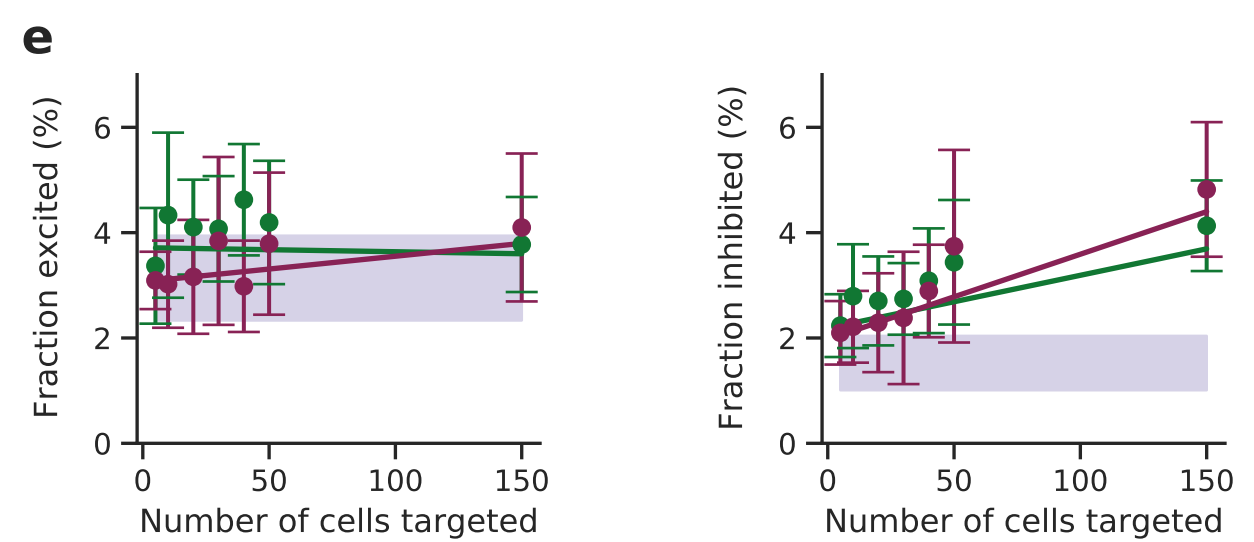 e
Fraction excited (%)
6
4
2
0
0 50 100 150
Number of cells targeted
Fraction inhibited (%)
6
4
2
0
0 50 100 150
Number of cells targeted